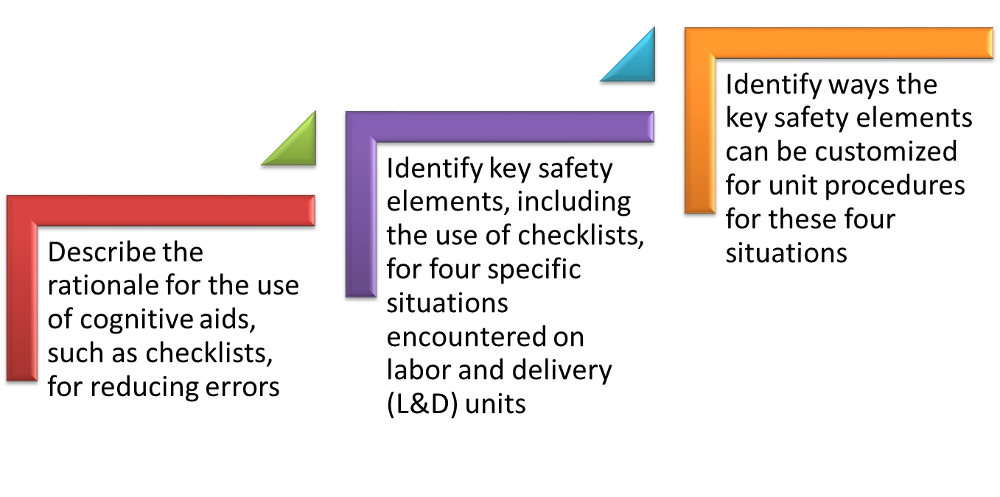 Describe the
rationale for the use
of cognitive aids,
such as checklists,
for reducing errors
Identify key safety
elements, including
the use of checklists,
for four specific
situations
encountered on
labor and delivery
(L&D) units
Identify ways the
key safety elements
can be customized
for unit procedures
for these four
situations